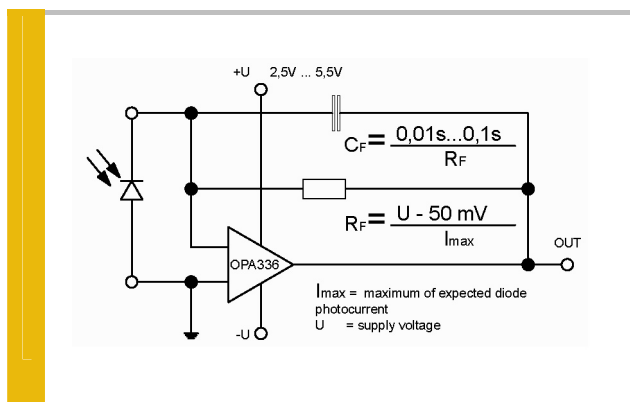 +U 2,5V ... 5,5V
CF= 0,01s...0,1s
RF
RF= U - 50 mV
Imax
OUT
OPA336
Imax = maximum of expected diode
photocurrent
U = supply voltage
-U